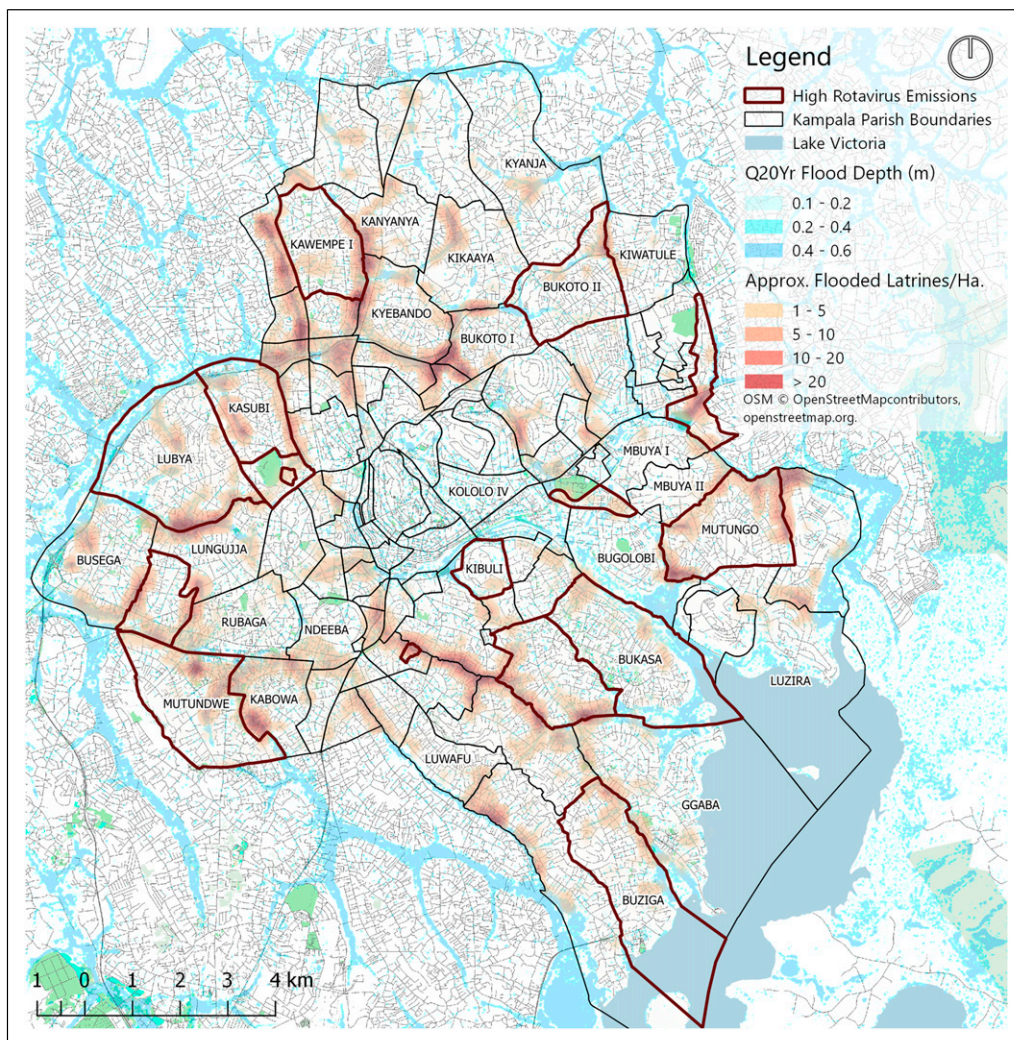 Legend
High Rotavirus Emissions
Kampala Parish Boundaries
Lake Victoria
Q20Yr Flood Depth (m)
0.1 - 0.2
0.2 - 0.4
0.4 - 0.6
Approx. Flooded Latrines/Ha.
1 - 5
5 - 10
10 - 20
> 20
OSM © OpenStreetMapcontributors,
openstreetmap.org.
KYANJA
KANYANYA
KAWEMPE I
KIKAAYA
KIWATULE
BUKOTO II
KYEBANDO
BUKOTO I
KASUBI
LUBYA
MBUYA I
MBUYA II
KOLOLO IV
MUTUNGO
LUNGUJJA
BUSEGA
BUGOLOBI
KIBULI
RUBAGA
NDEEBA
BUKASA
LUZIRA
MUTUNDWE
KABOWA
LUWAFU
GGABA
BUZIGA
1 0 1 2 3 4 km